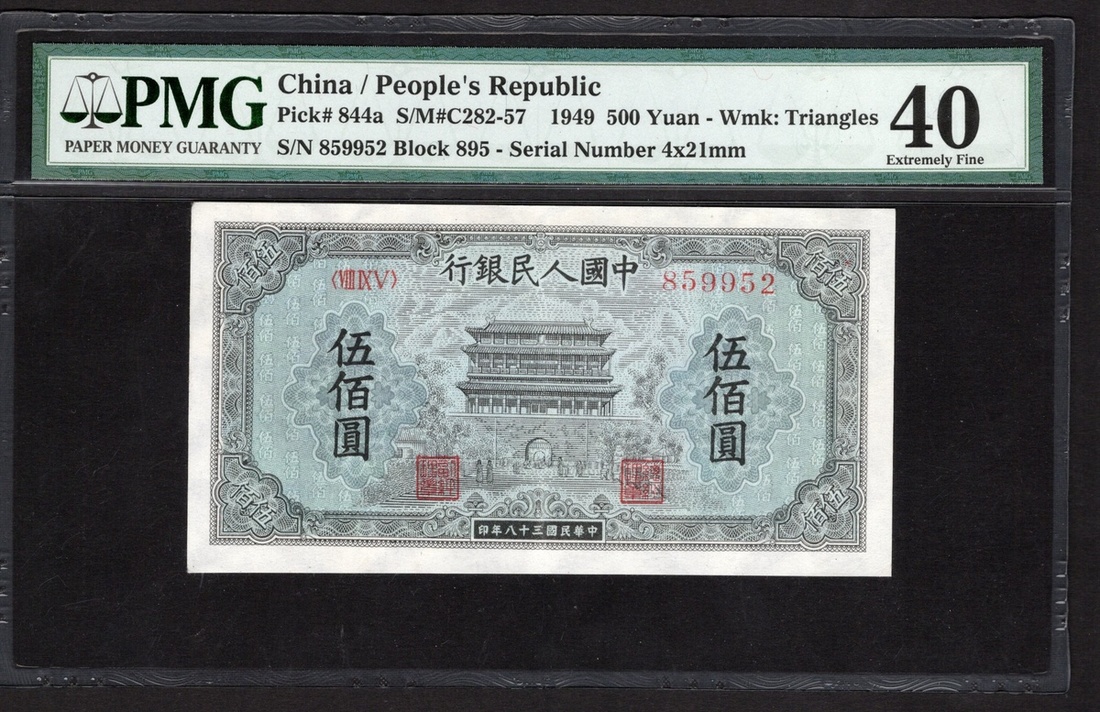 PMG
PAPER MONEY GUARANTY
China / People's Republic
Pick# 844a S/M#C282-57 1949 500 Yuan - Wmk: Triangles
S/N 859952 Block 895 - Serial Number 4x21mm
40
Extremely Fine
伍佰
伍佰
中國人民銀行
〈VIII IX V〉
859952
伍佰圓
伍佰圓
伍佰
伍佰
中華民國三十八年印